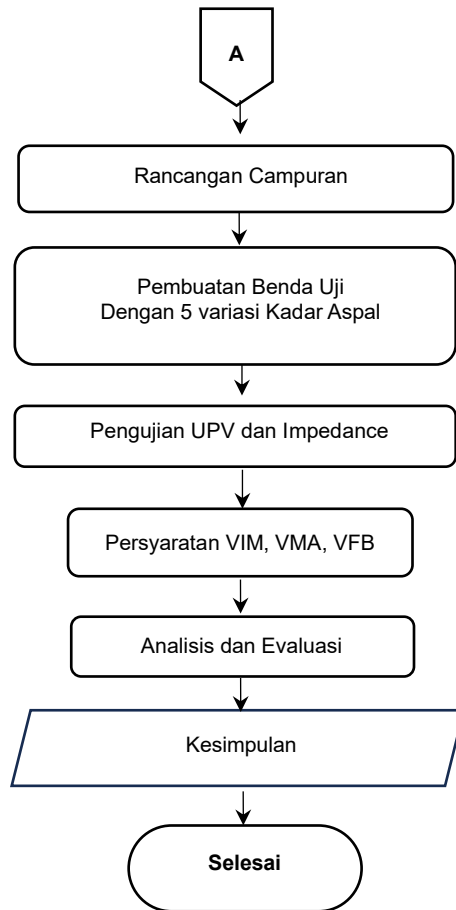 A
Rancangan Campuran
Pembuatan Benda Uji
Dengan 5 variasi Kadar Aspal
Pengujian UPV dan Impedance
Persyaratan VIM, VMA, VFB
Analisis dan Evaluasi
Kesimpulan
Selesai